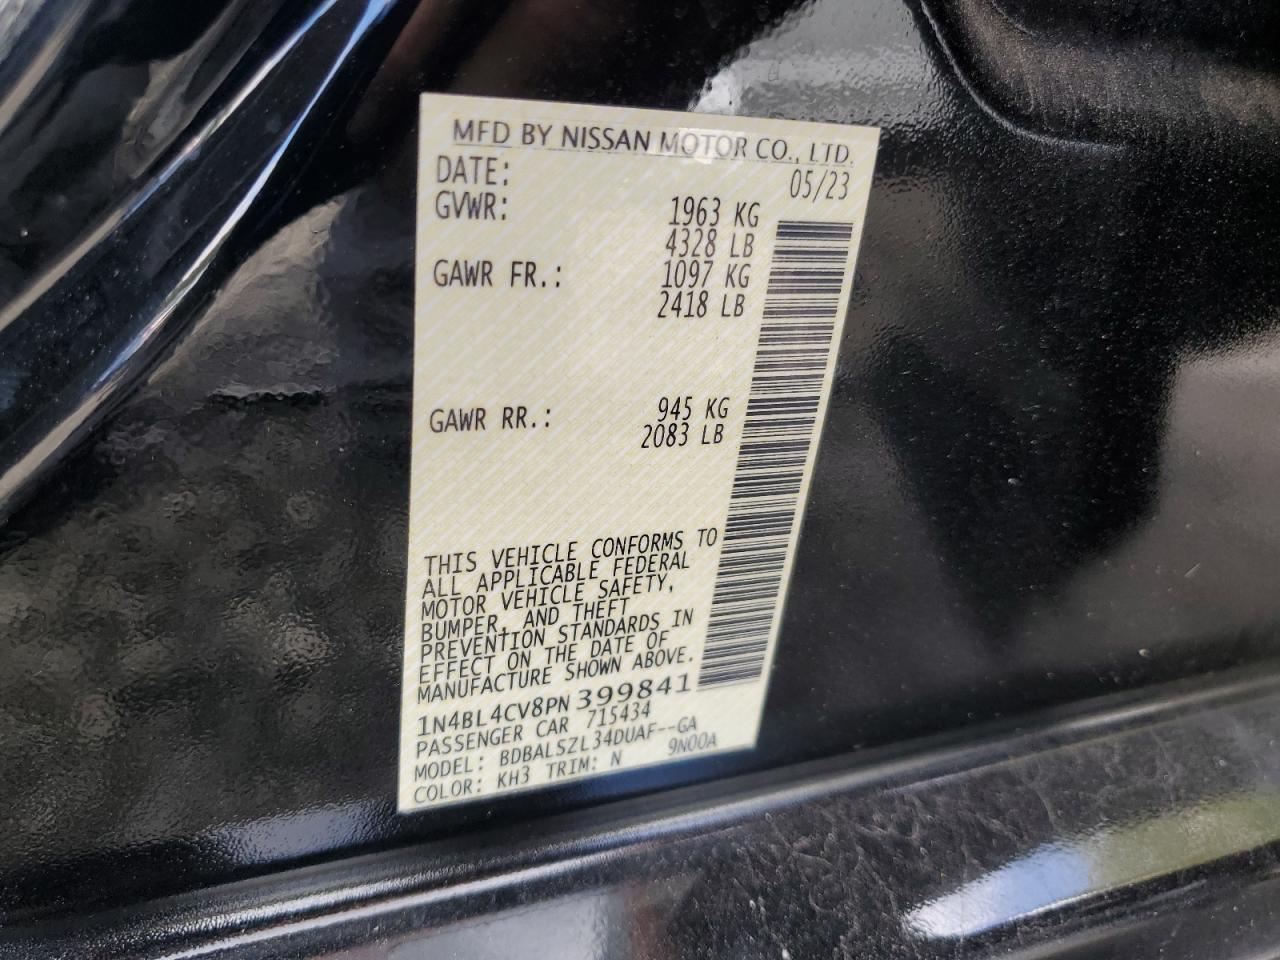 MFD BY NISSAN MOTOR CO., LTD.
DATE: 05/23
GVWR: 1963 KG
4328 LB
GAWR FR.: 1097 KG
2418 LB
GAWR RR.: 945 KG
2083 LB
THIS VEHICLE CONFORMS TO
ALL APPLICABLE FEDERAL
MOTOR VEHICLE SAFETY,
BUMPER, AND THEFT
PREVENTION STANDARDS IN
EFFECT ON THE DATE OF
MANUFACTURE SHOWN ABOVE.
1N4BL4CV8PN399841
PASSENGER CAR 715434
MODEL: BDBALSZL34DUAF--GA
COLOR: KH3 TRIM: N 9N00A